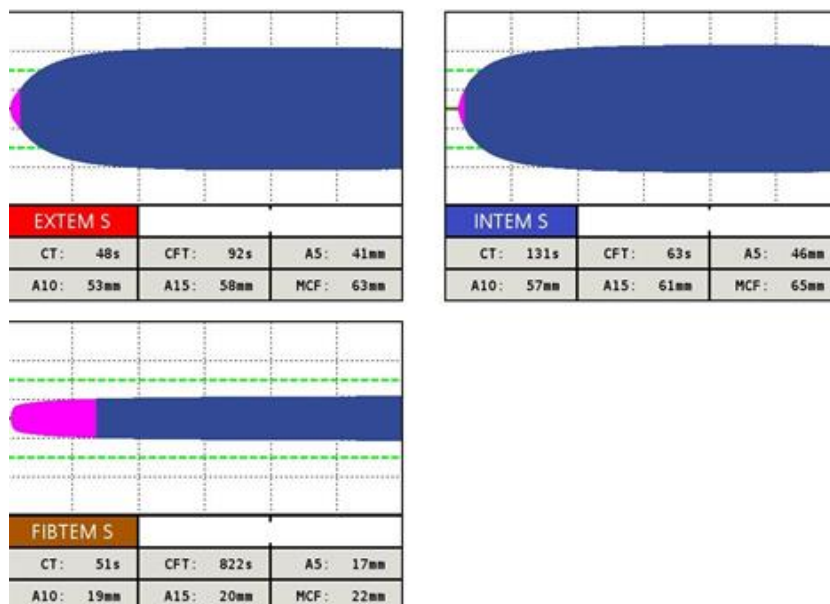 EXTEM S
CT: 48s CFT: 92s A5: 41mm
A10: 53mm A15: 58mm MCF: 63mm
INTEM S
CT: 131s CFT: 63s A5: 46mm
A10: 57mm A15: 61mm MCF: 65mm
FIBTEM S
CT: 51s CFT: 822s A5: 17mm
A10: 19mm A15: 20mm MCF: 22mm